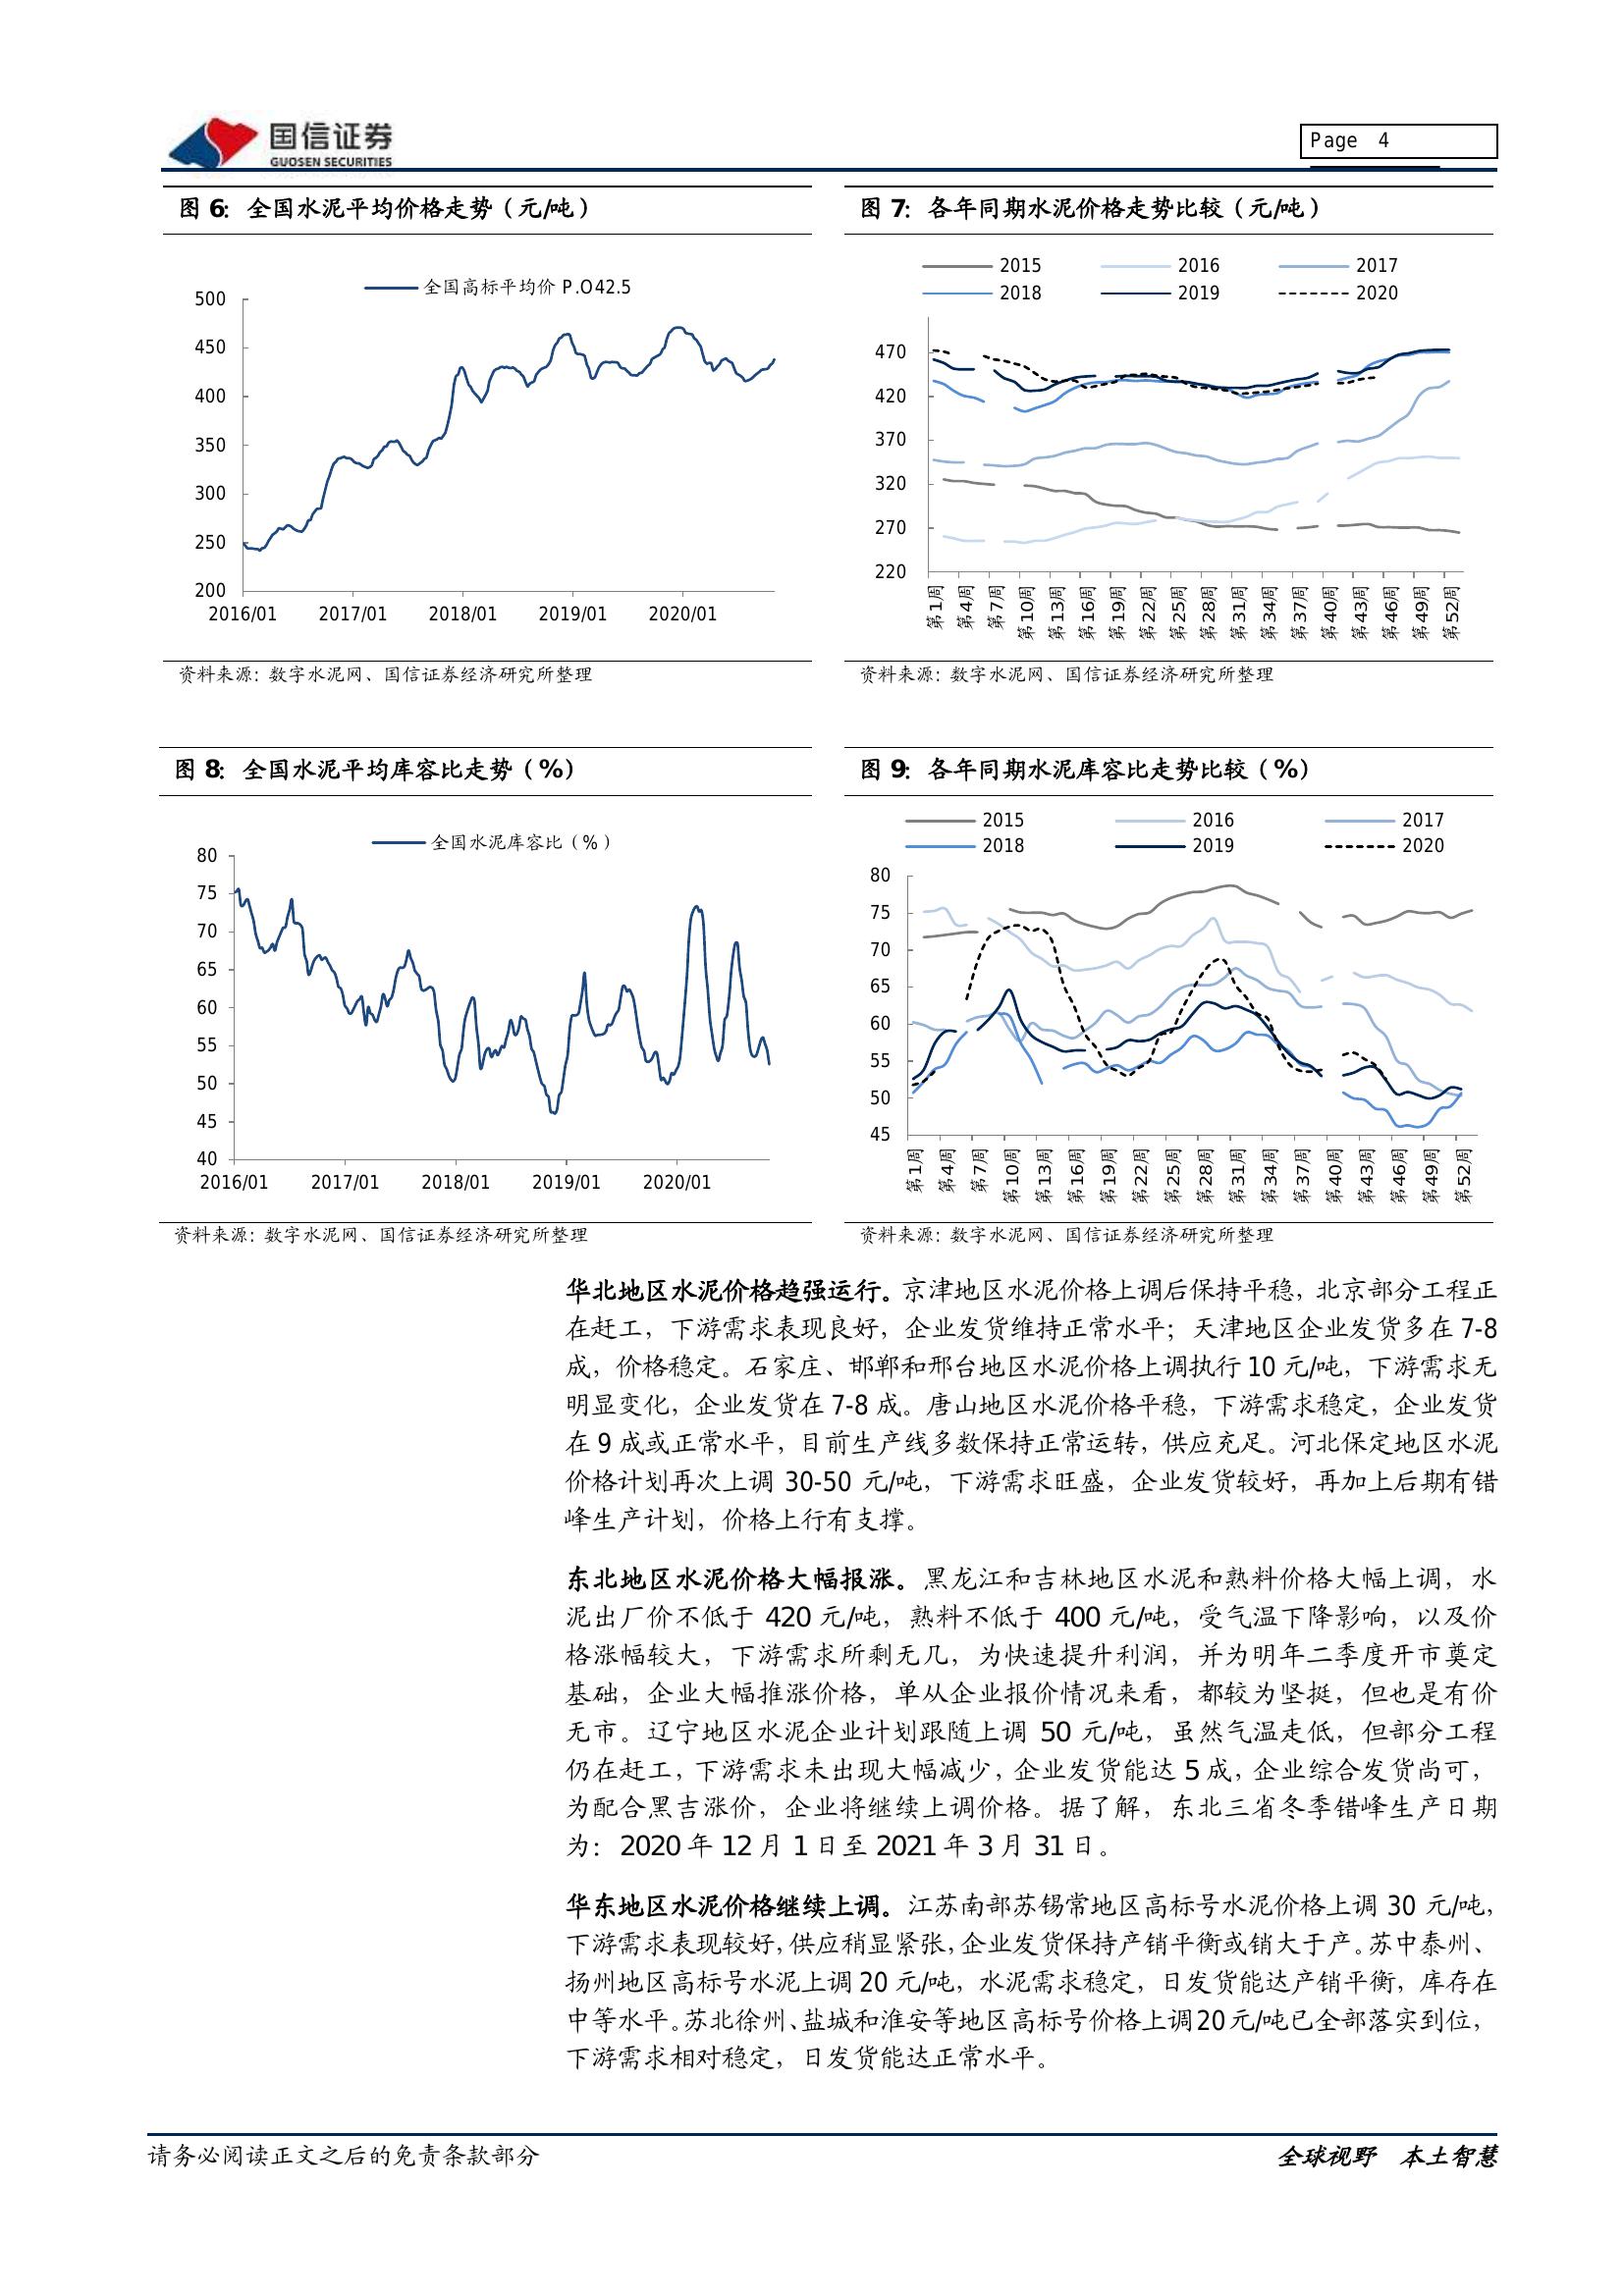 国信证券
GUOSEN SECURITIES
Page 4
图 6：全国水泥平均价格走势（元/吨）
全国高标平均价 P.O42.5
500
450
400
350
300
250
200
2016/01 2017/01 2018/01 2019/01 2020/01
资料来源：数字水泥网、国信证券经济研究所整理
图 7：各年同期水泥价格走势比较（元/吨）
2015 2016 2017
2018 2019 2020
470
420
370
320
270
220
第1周 第4周 第7周 第10周 第13周 第16周 第19周 第22周 第25周 第28周 第31周 第34周 第37周 第40周 第43周 第46周 第49周 第52周
资料来源：数字水泥网、国信证券经济研究所整理
图 8：全国水泥平均库容比走势（%）
全国水泥库容比（%）
80
75
70
65
60
55
50
45
40
2016/01 2017/01 2018/01 2019/01 2020/01
资料来源：数字水泥网、国信证券经济研究所整理
图 9：各年同期水泥库容比走势比较（%）
2015 2016 2017
2018 2019 2020
80
75
70
65
60
55
50
45
第1周 第4周 第7周 第10周 第13周 第16周 第19周 第22周 第25周 第28周 第31周 第34周 第37周 第40周 第43周 第46周 第49周 第52周
资料来源：数字水泥网、国信证券经济研究所整理
华北地区水泥价格趋强运行。京津地区水泥价格上调后保持平稳，北京部分工程正
在赶工，下游需求表现良好，企业发货维持正常水平；天津地区企业发货多在 7-8
成，价格稳定。石家庄、邯郸和邢台地区水泥价格上调执行 10 元/吨，下游需求无
明显变化，企业发货在 7-8 成。唐山地区水泥价格平稳，下游需求稳定，企业发货
在 9 成或正常水平，目前生产线多数保持正常运转，供应充足。河北保定地区水泥
价格计划再次上调 30-50 元/吨，下游需求旺盛，企业发货较好，再加上后期有错
峰生产计划，价格上行有支撑。
东北地区水泥价格大幅报涨。黑龙江和吉林地区水泥和熟料价格大幅上调，水
泥出厂价不低于 420 元/吨，熟料不低于 400 元/吨，受气温下降影响，以及价
格涨幅较大，下游需求所剩无几，为快速提升利润，并为明年二季度开市奠定
基础，企业大幅推涨价格，单从企业报价情况来看，都较为坚挺，但也是有价
无市。辽宁地区水泥企业计划跟随上调 50 元/吨，虽然气温走低，但部分工程
仍在赶工，下游需求未出现大幅减少，企业发货能达 5 成，企业综合发货尚可，
为配合黑吉涨价，企业将继续上调价格。据了解，东北三省冬季错峰生产日期
为：2020 年 12 月 1 日至 2021 年 3 月 31 日。
华东地区水泥价格继续上调。江苏南部苏锡常地区高标号水泥价格上调 30 元/吨，
下游需求表现较好，供应稍显紧张，企业发货保持产销平衡或销大于产。苏中泰州、
扬州地区高标号水泥上调 20 元/吨，水泥需求稳定，日发货能达产销平衡，库存在
中等水平。苏北徐州、盐城和淮安等地区高标号价格上调 20 元/吨已全部落实到位，
下游需求相对稳定，日发货能达正常水平。
请务必阅读正文之后的免责条款部分
全球视野 本土智慧